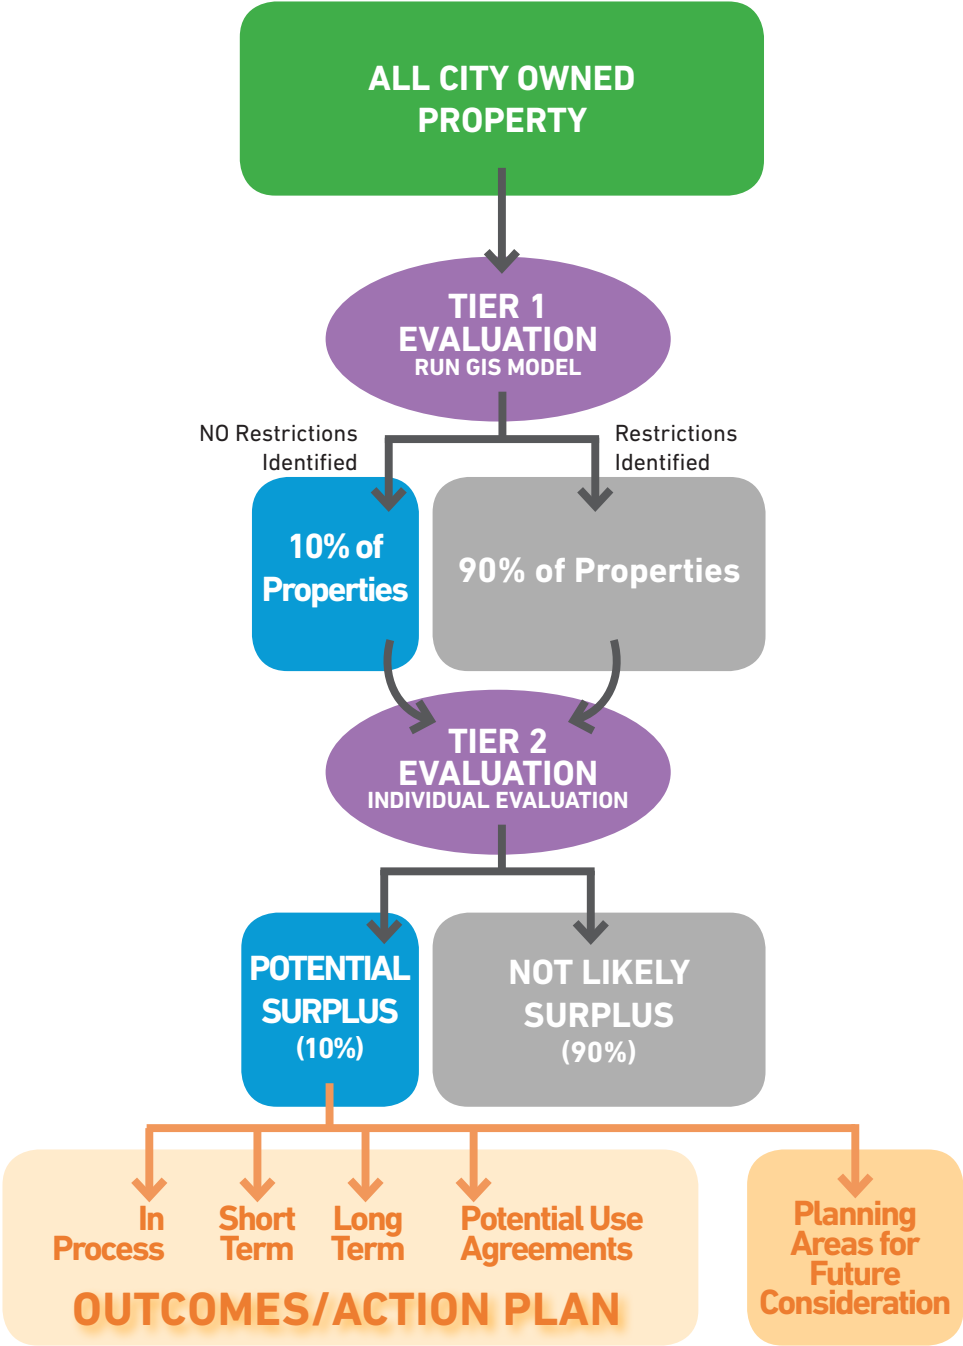 ALL CITY OWNED
PROPERTY
TIER 1
EVALUATION
RUN GIS MODEL
NO Restrictions
Identified
Restrictions
Identified
10% of
Properties
90% of Properties
TIER 2
EVALUATION
INDIVIDUAL EVALUATION
POTENTIAL
SURPLUS
(10%)
NOT LIKELY
SURPLUS
(90%)
In
Process
Short
Term
Long
Term
Potential Use
Agreements
OUTCOMES/ACTION PLAN
Planning
Areas for
Future
Consideration